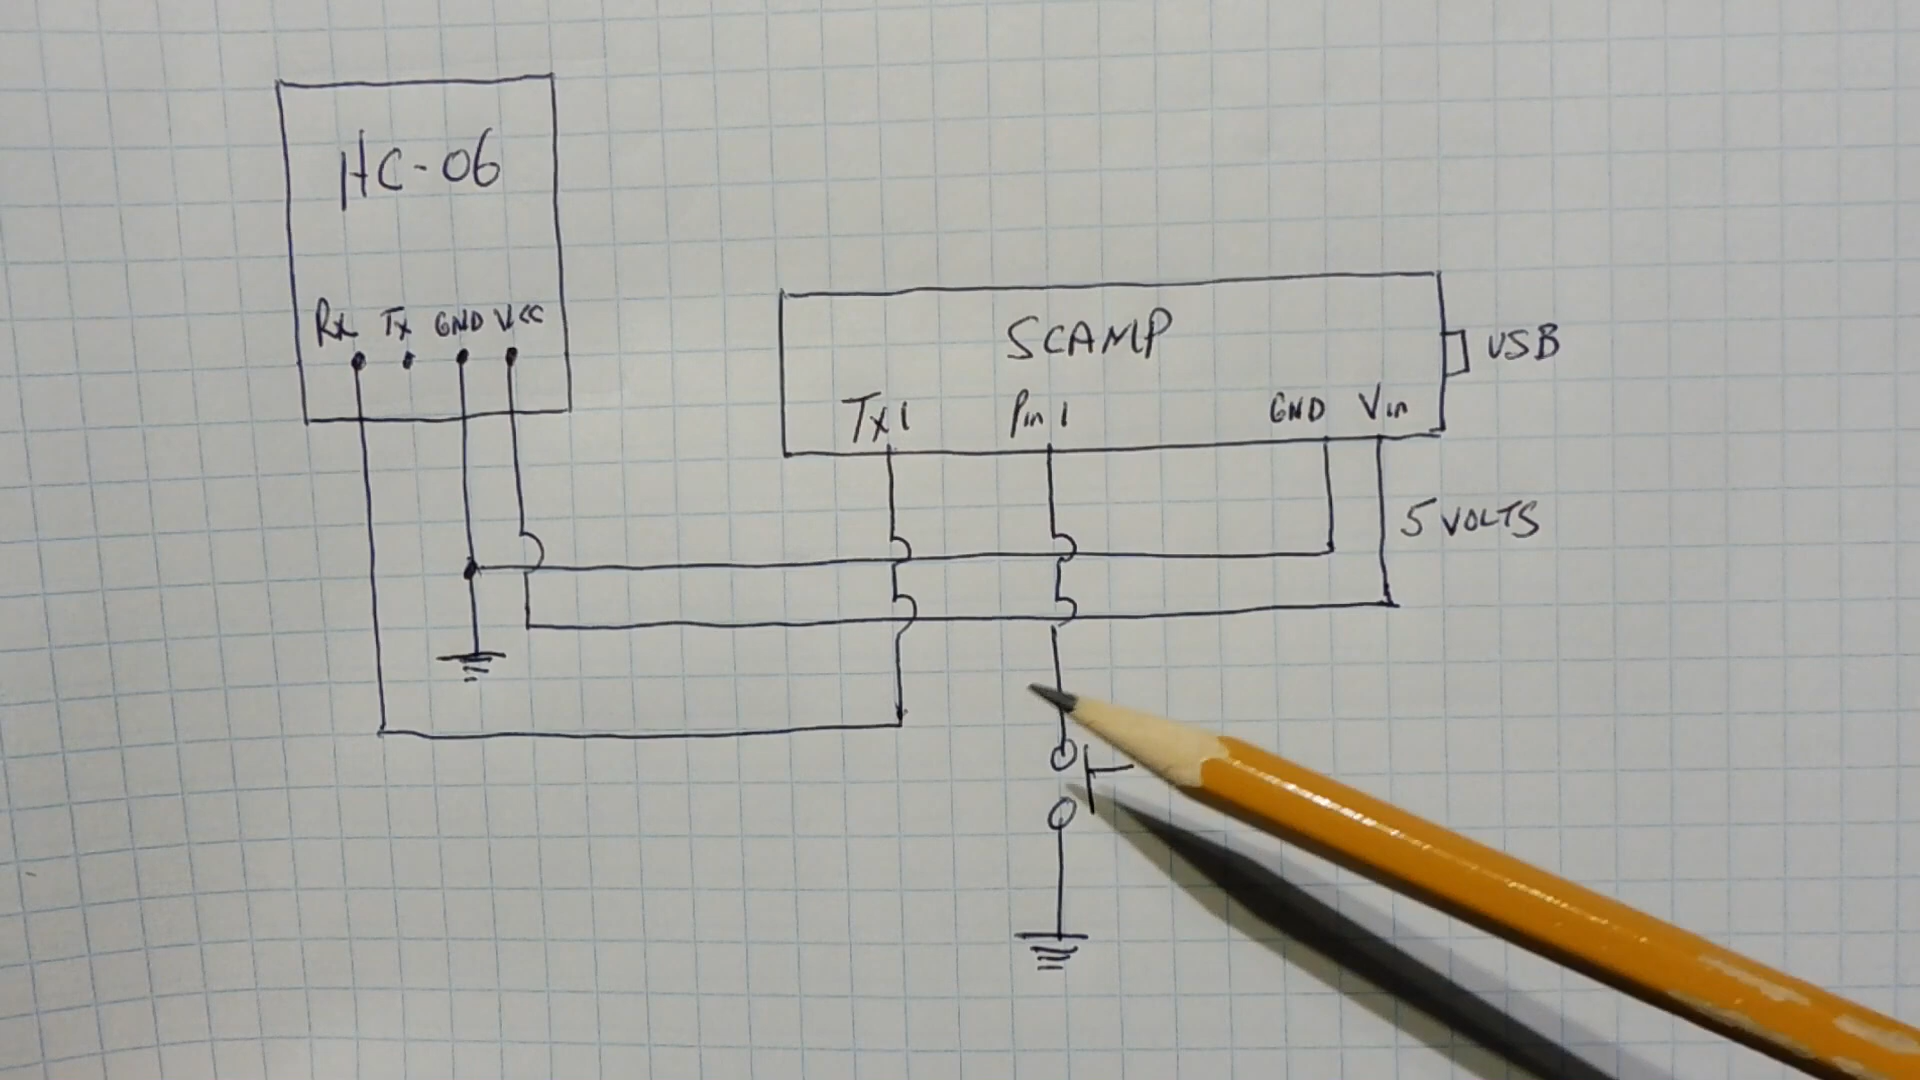 HC-06
Rx Tx GND Vcc
SCAMP
USB
Tx1 Pin 1 GND Vin
5 VOLTS